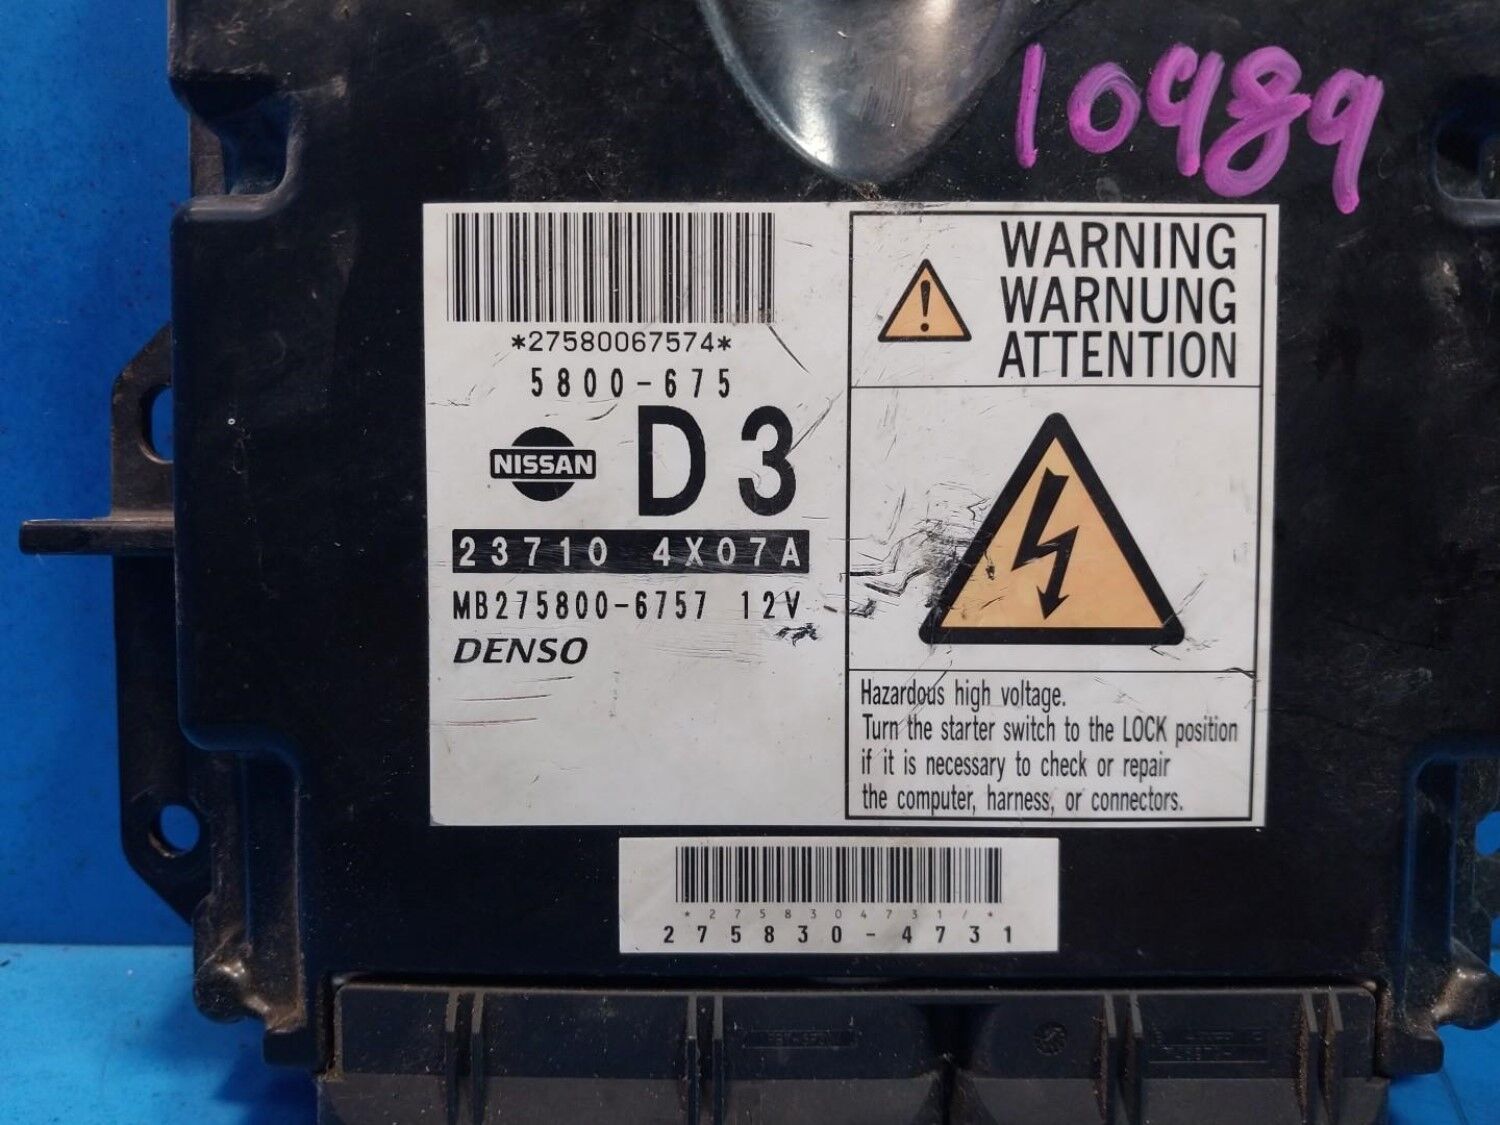 10989
*27580067574*
5800-675
NISSAN
D3
23710 4X07A
MB275800-6757 12V
DENSO
WARNING
WARNUNG
ATTENTION
Hazardous high voltage.
Turn the starter switch to the LOCK position
if it is necessary to check or repair
the computer, harness, or connectors.
*2758304731/*
275830-4731